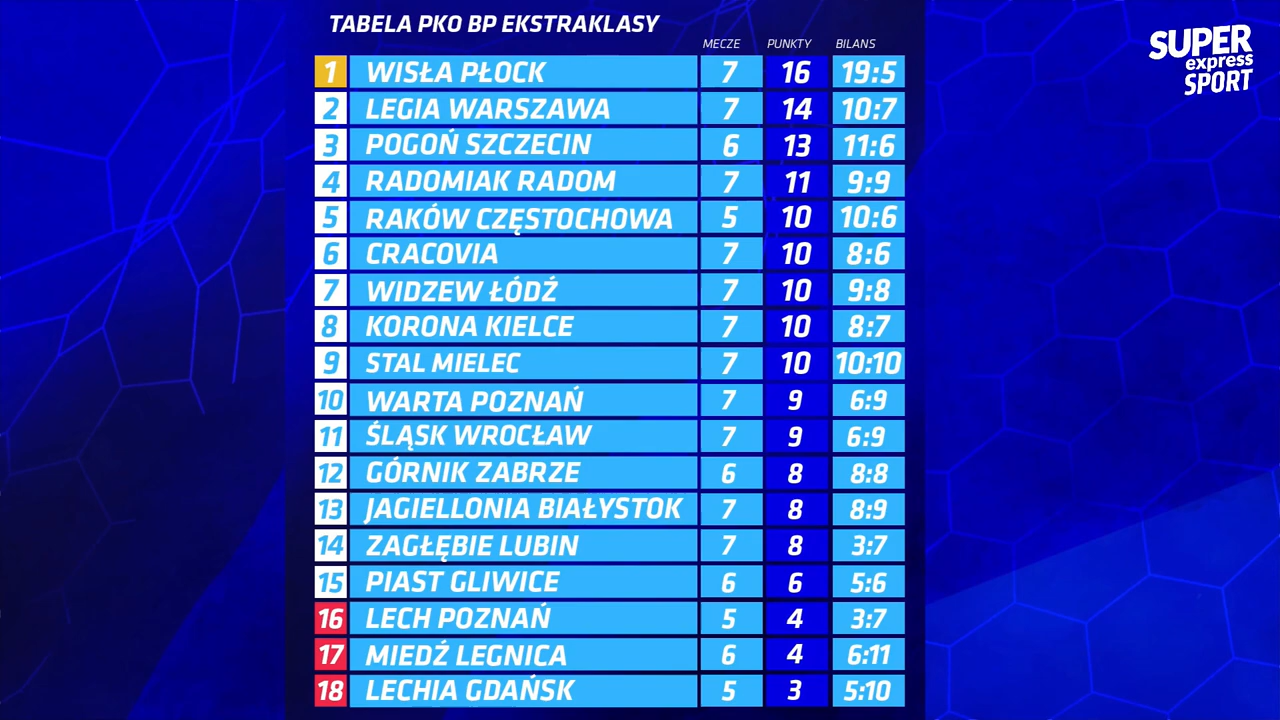 TABELA PKO BP EKSTRAKLASY
MECZE PUNKTY BILANS
SUPER
express
SPORT
1 WISŁA PŁOCK 7 16 19:5
2 LEGIA WARSZAWA 7 14 10:7
3 POGOŃ SZCZECIN 6 13 11:6
4 RADOMIAK RADOM 7 11 9:9
5 RAKÓW CZĘSTOCHOWA 5 10 10:6
6 CRACOVIA 7 10 8:6
7 WIDZEW ŁÓDŹ 7 10 9:8
8 KORONA KIELCE 7 10 8:7
9 STAL MIELEC 7 10 10:10
10 WARTA POZNAŃ 7 9 6:9
11 ŚLĄSK WROCŁAW 7 9 6:9
12 GÓRNIK ZABRZE 6 8 8:8
13 JAGIELLONIA BIAŁYSTOK 7 8 8:9
14 ZAGŁĘBIE LUBIN 7 8 3:7
15 PIAST GLIWICE 6 6 5:6
16 LECH POZNAŃ 5 4 3:7
17 MIEDŹ LEGNICA 6 4 6:11
18 LECHIA GDAŃSK 5 3 5:10